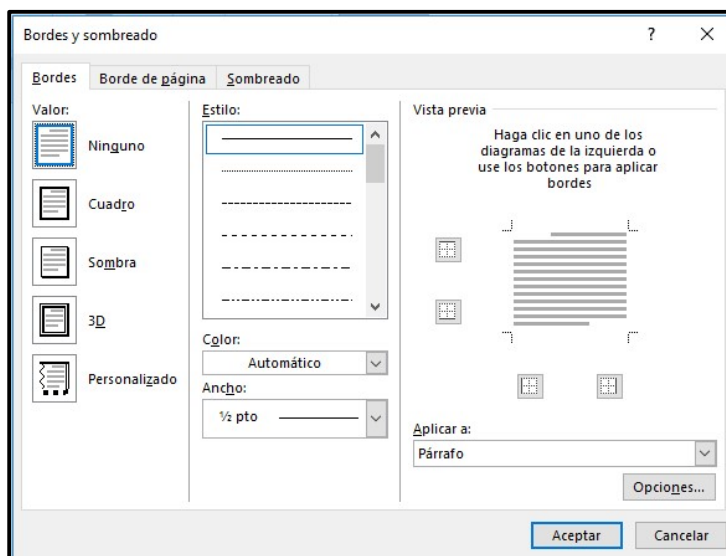 Bordes y sombreado
?
Bordes
Borde de página
Sombreado
Valor:
Ninguno
Cuadro
Sombra
3D
Personalizado
Estilo:
Color:
Automático
Ancho:
½ pto
Vista previa
Haga clic en uno de los
diagramas de la izquierda o
use los botones para aplicar
bordes
Aplicar a:
Párrafo
Opciones...
Aceptar
Cancelar